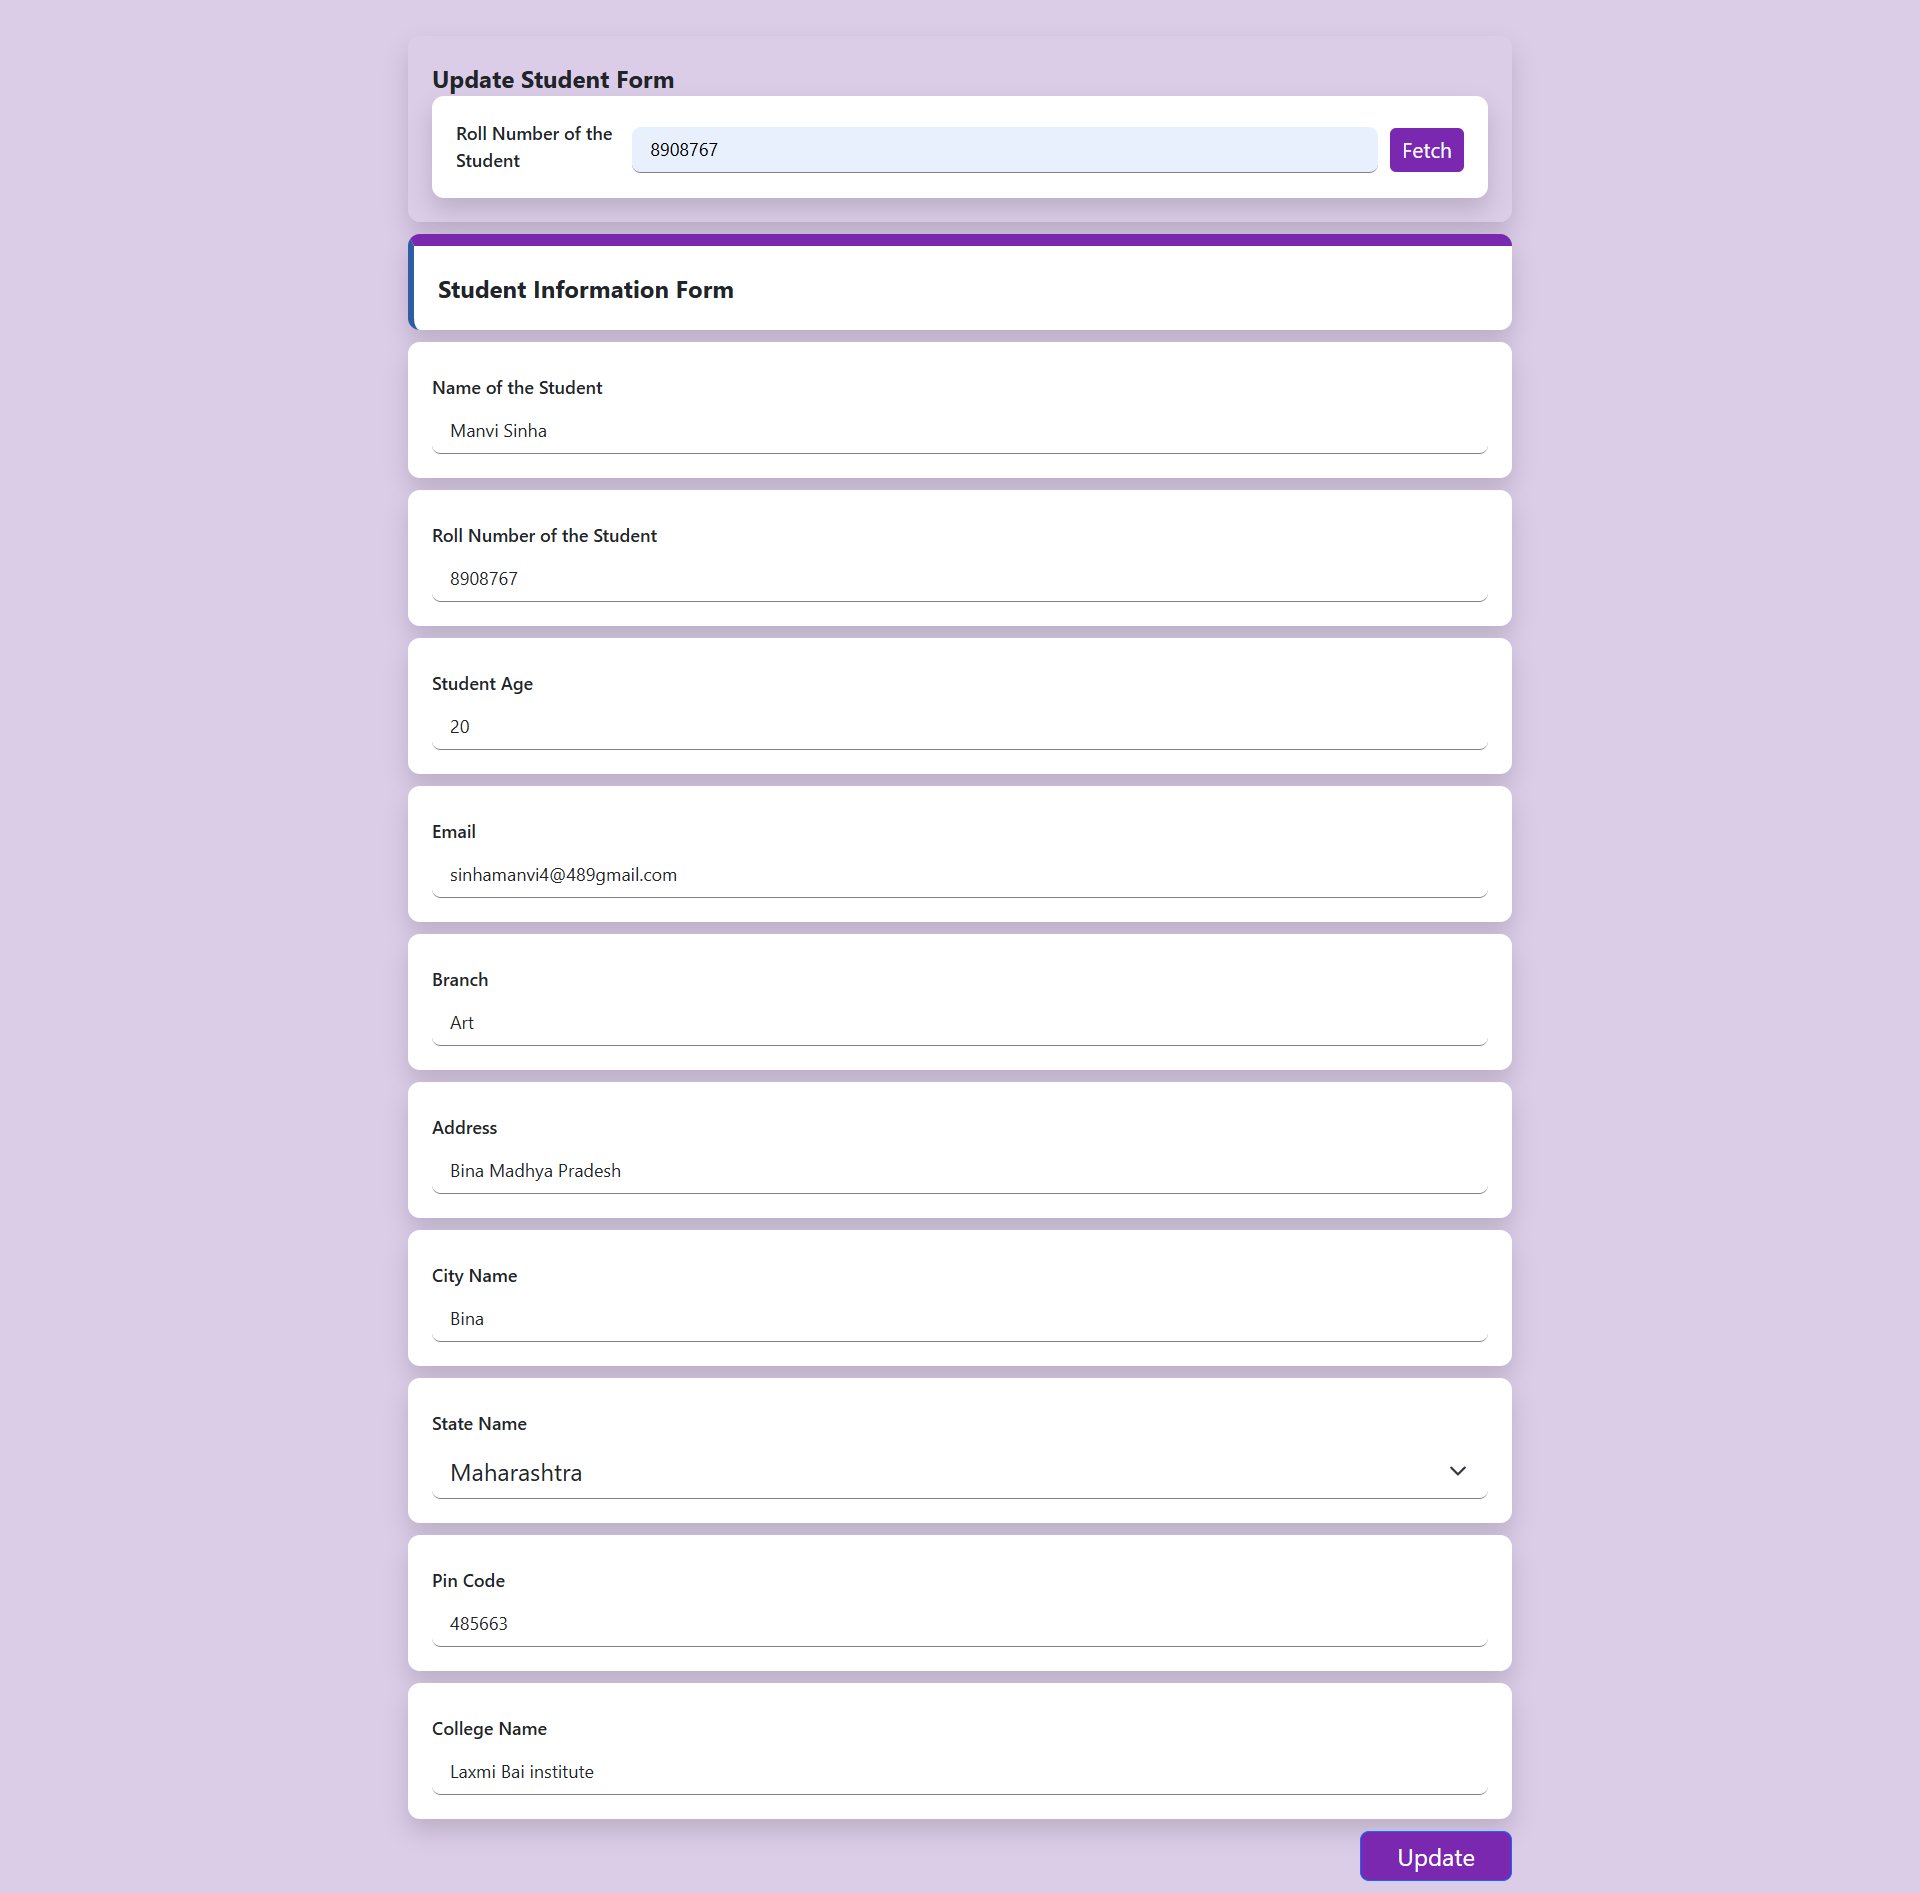 Update Student Form
Roll Number of the
Student
8908767
Fetch
Student Information Form
Name of the Student
Manvi Sinha
Roll Number of the Student
8908767
Student Age
20
Email
sinhamanvi4@489gmail.com
Branch
Art
Address
Bina Madhya Pradesh
City Name
Bina
State Name
Maharashtra
Pin Code
485663
College Name
Laxmi Bai institute
Update